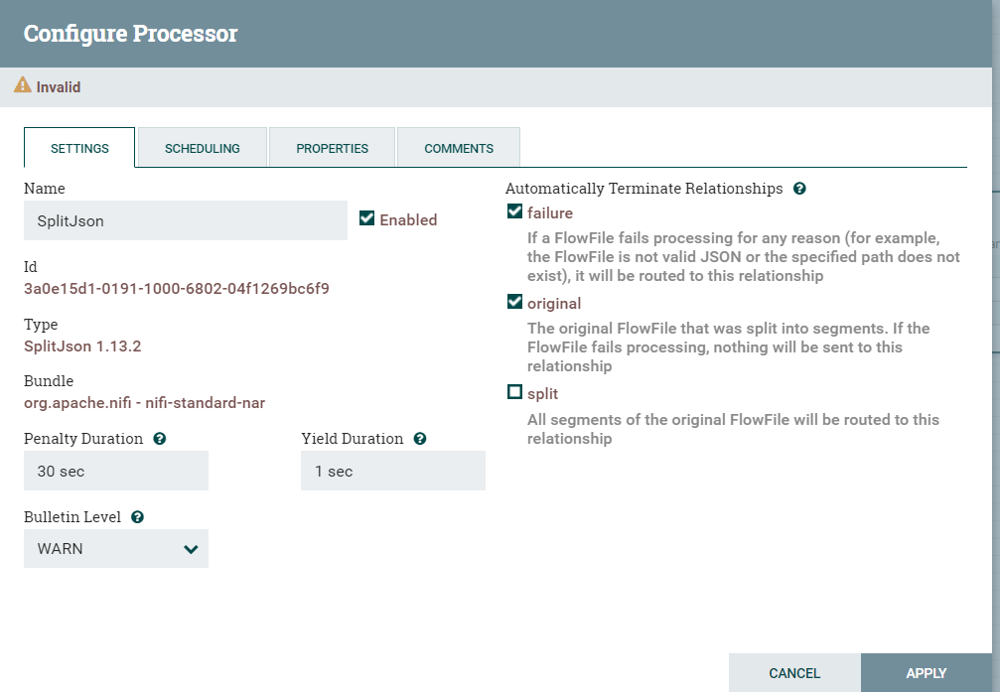 Configure Processor
Invalid
SETTINGS
SCHEDULING
PROPERTIES
COMMENTS
Name
SplitJson
Enabled
Id
3a0e15d1-0191-1000-6802-04f1269bc6f9
Type
SplitJson 1.13.2
Bundle
org.apache.nifi - nifi-standard-nar
Penalty Duration
30 sec
Yield Duration
1 sec
Bulletin Level
WARN
Automatically Terminate Relationships
failure
If a FlowFile fails processing for any reason (for example,
the FlowFile is not valid JSON or the specified path does not
exist), it will be routed to this relationship
original
The original FlowFile that was split into segments. If the
FlowFile fails processing, nothing will be sent to this
relationship
split
All segments of the original FlowFile will be routed to this
relationship
CANCEL
APPLY